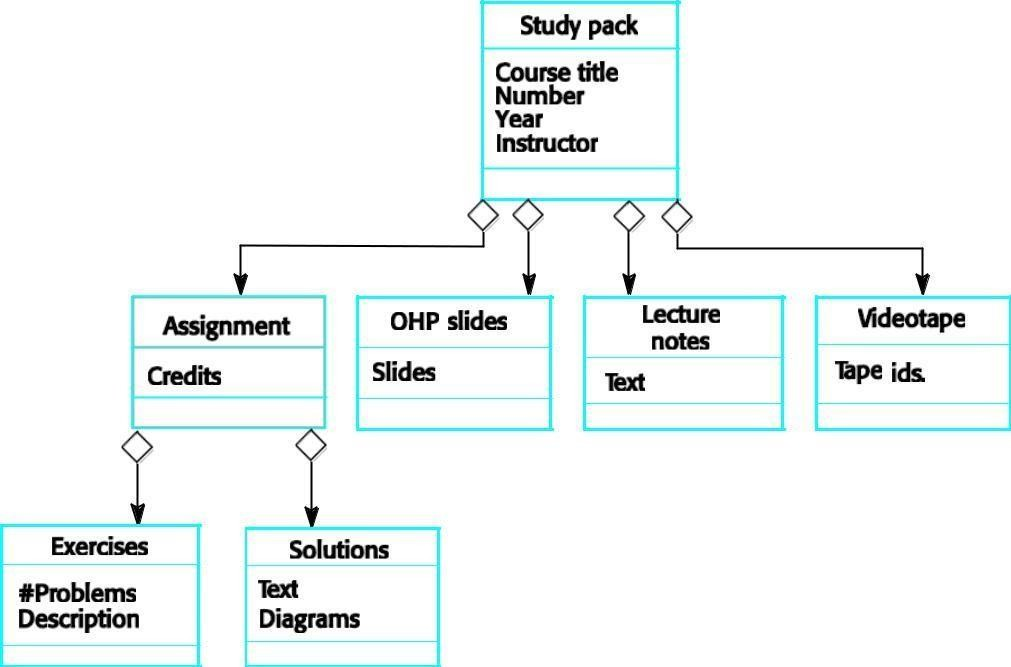 Study pack
Course title
Number
Year
Instructor
Assignment
Credits
OHP slides
Slides
Lecture
notes
Text
Videotape
Tape ids.
Exercises
#Problems
Description
Solutions
Text
Diagrams